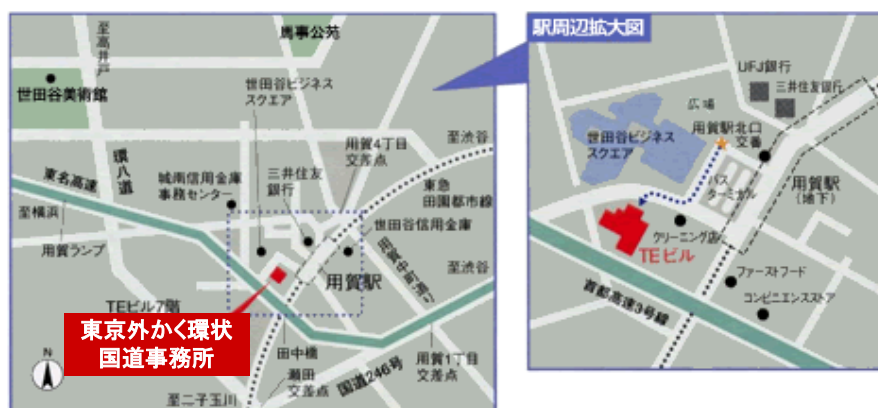 至高井戸
馬事公苑
世田谷美術館
世田谷ビジネス
スクエア
環八道
用賀4丁目
交差点
至渋谷
東名高速
城南信用金庫
事務センター
三井住友
銀行
東急
田園都市線
至横浜
世田谷信用金庫
用賀ランプ
用賀中町通り
用賀駅
至渋谷
TEビル7階
東京外かく環状
国道事務所
N
田中橋
瀬田
交差点
国道246号
用賀1丁目
交差点
至二子玉川
駅周辺拡大図
UFJ銀行
三井住友銀行
広場
世田谷ビジネス
スクエア
用賀駅北口
交番
バス
ターミナル
用賀駅
(地下)
クリーニング店
TEビル
ファーストフード
首都高速3号線
コンビニエンスストア